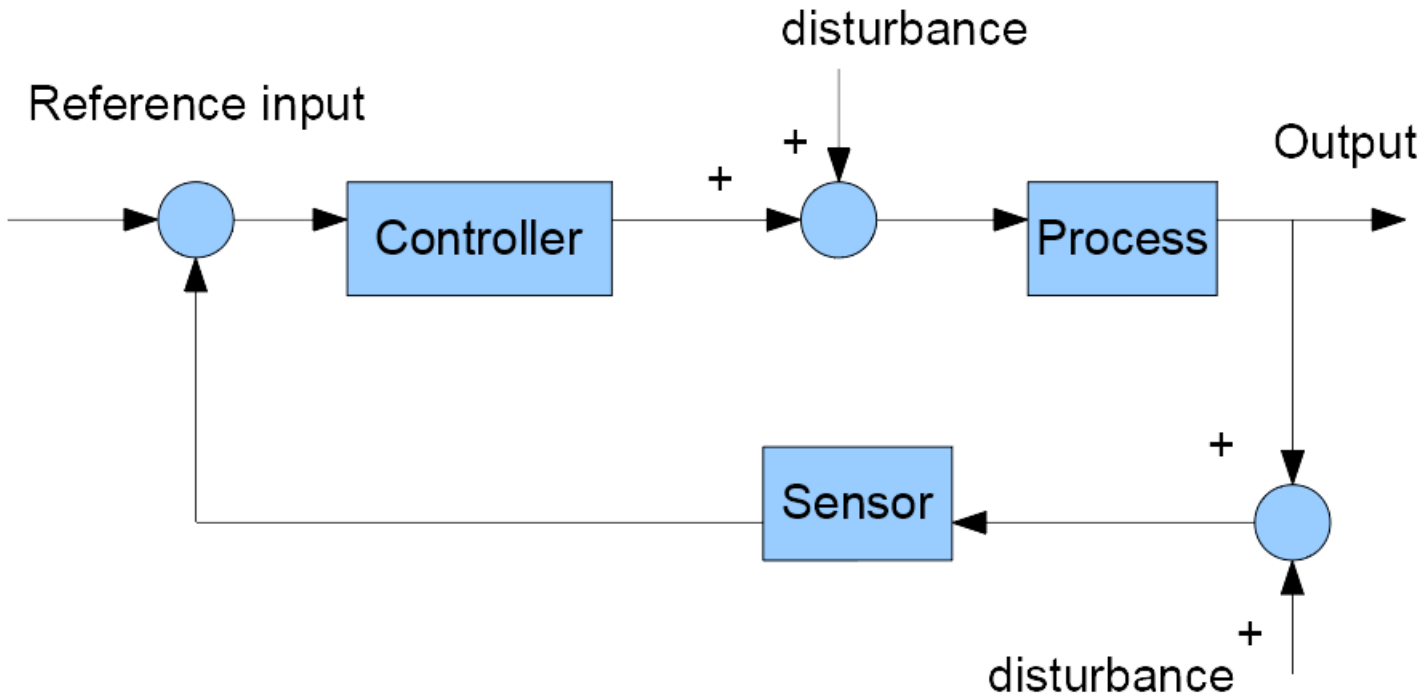 disturbance
Reference input
+
Output
+
Controller
Process
+
Sensor
+
disturbance